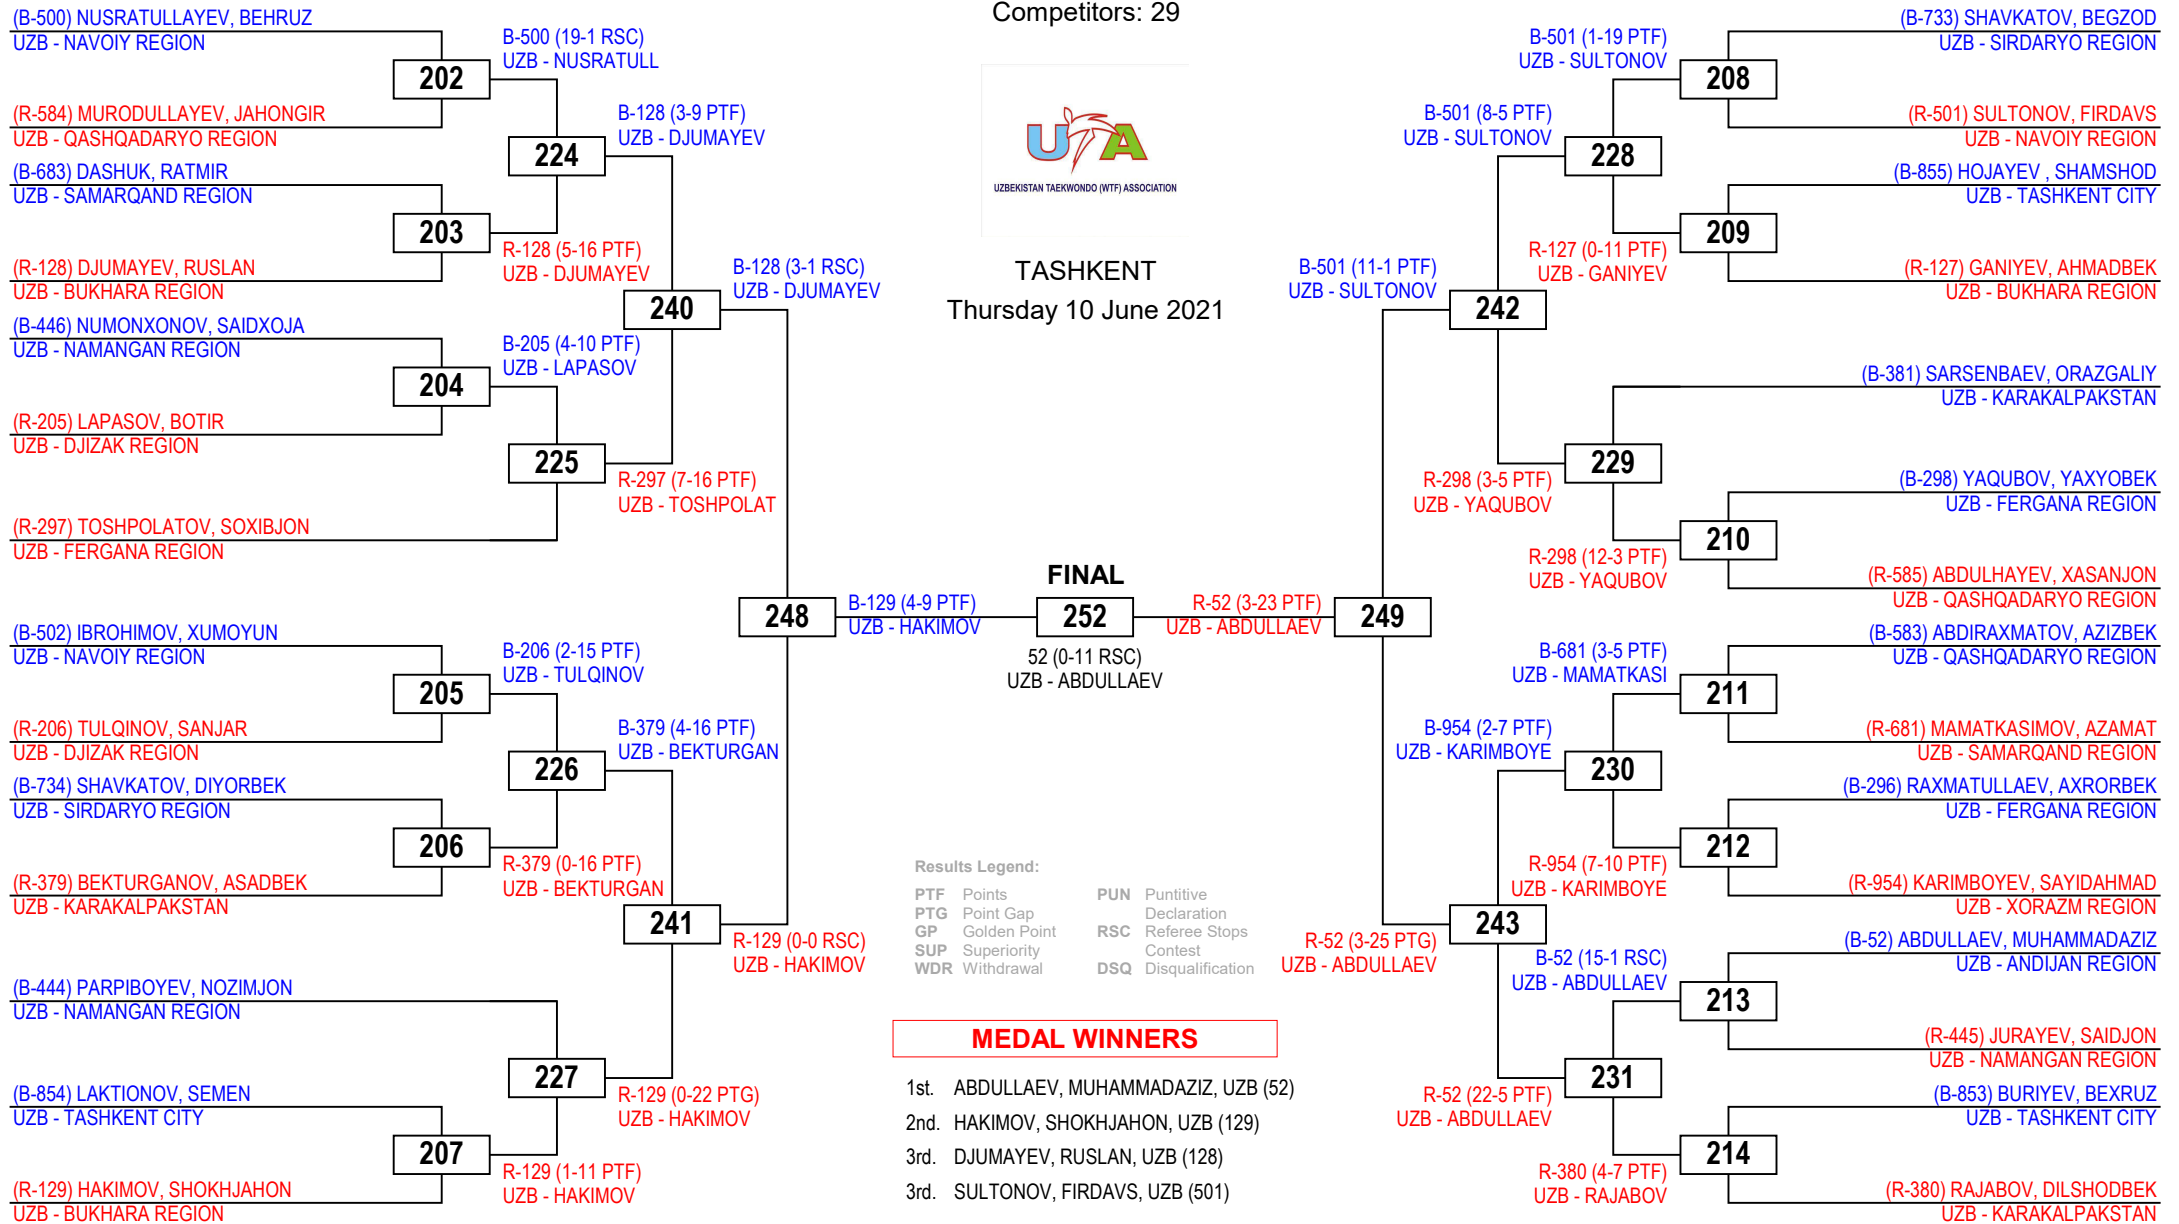 Competitors: 29
UTA
UZBEKISTAN TAEKWONDO (WTF) ASSOCIATION
TASHKENT
Thursday 10 June 2021
(B-500) NUSRATULLAYEV, BEHRUZ
UZB - NAVOIY REGION
202
(R-584) MURODULLAYEV, JAHONGIR
UZB - QASHQADARYO REGION
(B-683) DASHUK, RATMIR
UZB - SAMARQAND REGION
203
(R-128) DJUMAYEV, RUSLAN
UZB - BUKHARA REGION
(B-446) NUMONXONOV, SAIDXOJA
UZB - NAMANGAN REGION
204
(R-205) LAPASOV, BOTIR
UZB - DJIZAK REGION
(R-297) TOSHPOLATOV, SOXIBJON
UZB - FERGANA REGION
(B-502) IBROHIMOV, XUMOYUN
UZB - NAVOIY REGION
205
(R-206) TULQINOV, SANJAR
UZB - DJIZAK REGION
(B-734) SHAVKATOV, DIYORBEK
UZB - SIRDARYO REGION
206
(R-379) BEKTURGANOV, ASADBEK
UZB - KARAKALPAKSTAN
(B-444) PARPIBOYEV, NOZIMJON
UZB - NAMANGAN REGION
(B-854) LAKTIONOV, SEMEN
UZB - TASHKENT CITY
207
(R-129) HAKIMOV, SHOKHJAHON
UZB - BUKHARA REGION
B-500 (19-1 RSC)
UZB - NUSRATULL
224
R-128 (5-16 PTF)
UZB - DJUMAYEV
B-205 (4-10 PTF)
UZB - LAPASOV
225
B-206 (2-15 PTF)
UZB - TULQINOV
226
R-379 (0-16 PTF)
UZB - BEKTURGAN
227
R-129 (1-11 PTF)
UZB - HAKIMOV
B-128 (3-9 PTF)
UZB - DJUMAYEV
240
R-297 (7-16 PTF)
UZB - TOSHPOLAT
B-379 (4-16 PTF)
UZB - BEKTURGAN
241
R-129 (0-22 PTG)
UZB - HAKIMOV
B-128 (3-1 RSC)
UZB - DJUMAYEV
248
R-129 (0-0 RSC)
UZB - HAKIMOV
B-129 (4-9 PTF)
UZB - HAKIMOV
FINAL
252
52 (0-11 RSC)
UZB - ABDULLAEV
R-52 (3-23 PTF)
UZB - ABDULLAEV
B-501 (11-1 PTF)
UZB - SULTONOV
249
R-52 (3-25 PTG)
UZB - ABDULLAEV
B-501 (8-5 PTF)
UZB - SULTONOV
242
R-298 (3-5 PTF)
UZB - YAQUBOV
B-954 (2-7 PTF)
UZB - KARIMBOYE
243
R-52 (22-5 PTF)
UZB - ABDULLAEV
B-501 (1-19 PTF)
UZB - SULTONOV
228
R-127 (0-11 PTF)
UZB - GANIYEV
229
R-298 (12-3 PTF)
UZB - YAQUBOV
B-681 (3-5 PTF)
UZB - MAMATKASI
230
R-954 (7-10 PTF)
UZB - KARIMBOYE
B-52 (15-1 RSC)
UZB - ABDULLAEV
231
R-380 (4-7 PTF)
UZB - RAJABOV
(B-733) SHAVKATOV, BEGZOD
UZB - SIRDARYO REGION
208
(R-501) SULTONOV, FIRDAVS
UZB - NAVOIY REGION
(B-855) HOJAYEV , SHAMSHOD
UZB - TASHKENT CITY
209
(R-127) GANIYEV, AHMADBEK
UZB - BUKHARA REGION
(B-381) SARSENBAEV, ORAZGALIY
UZB - KARAKALPAKSTAN
(B-298) YAQUBOV, YAXYOBEK
UZB - FERGANA REGION
210
(R-585) ABDULHAYEV, XASANJON
UZB - QASHQADARYO REGION
(B-583) ABDIRAXMATOV, AZIZBEK
UZB - QASHQADARYO REGION
211
(R-681) MAMATKASIMOV, AZAMAT
UZB - SAMARQAND REGION
(B-296) RAXMATULLAEV, AXRORBEK
UZB - FERGANA REGION
212
(R-954) KARIMBOYEV, SAYIDAHMAD
UZB - XORAZM REGION
(B-52) ABDULLAEV, MUHAMMADAZIZ
UZB - ANDIJAN REGION
213
(R-445) JURAYEV, SAIDJON
UZB - NAMANGAN REGION
(B-853) BURIYEV, BEXRUZ
UZB - TASHKENT CITY
214
(R-380) RAJABOV, DILSHODBEK
UZB - KARAKALPAKSTAN
Results Legend:
PTF Points
PTG Point Gap
GP Golden Point
SUP Superiority
WDR Withdrawal
PUN Puntitive
Declaration
RSC Referee Stops
Contest
DSQ Disqualification
MEDAL WINNERS
1st. ABDULLAEV, MUHAMMADAZIZ, UZB (52)
2nd. HAKIMOV, SHOKHJAHON, UZB (129)
3rd. DJUMAYEV, RUSLAN, UZB (128)
3rd. SULTONOV, FIRDAVS, UZB (501)